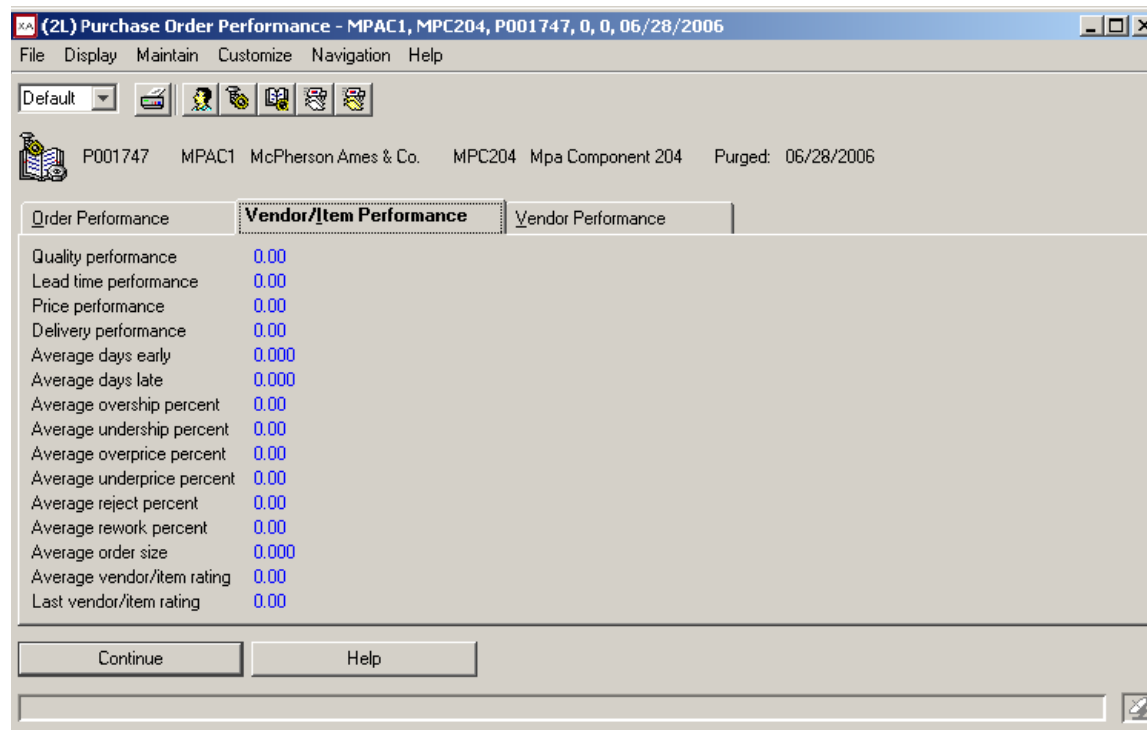 XA (2L) Purchase Order Performance - MPAC1, MPC204, P001747, 0, 0, 06/28/2006
File Display Maintain Customize Navigation Help
Default
P001747 MPAC1 McPherson Ames & Co. MPC204 Mpa Component 204 Purged: 06/28/2006
Order Performance Vendor/Item Performance Vendor Performance
Quality performance 0.00
Lead time performance 0.00
Price performance 0.00
Delivery performance 0.00
Average days early 0.000
Average days late 0.000
Average overship percent 0.00
Average undership percent 0.00
Average overprice percent 0.00
Average underprice percent 0.00
Average reject percent 0.00
Average rework percent 0.00
Average order size 0.000
Average vendor/item rating 0.00
Last vendor/item rating 0.00
Continue Help